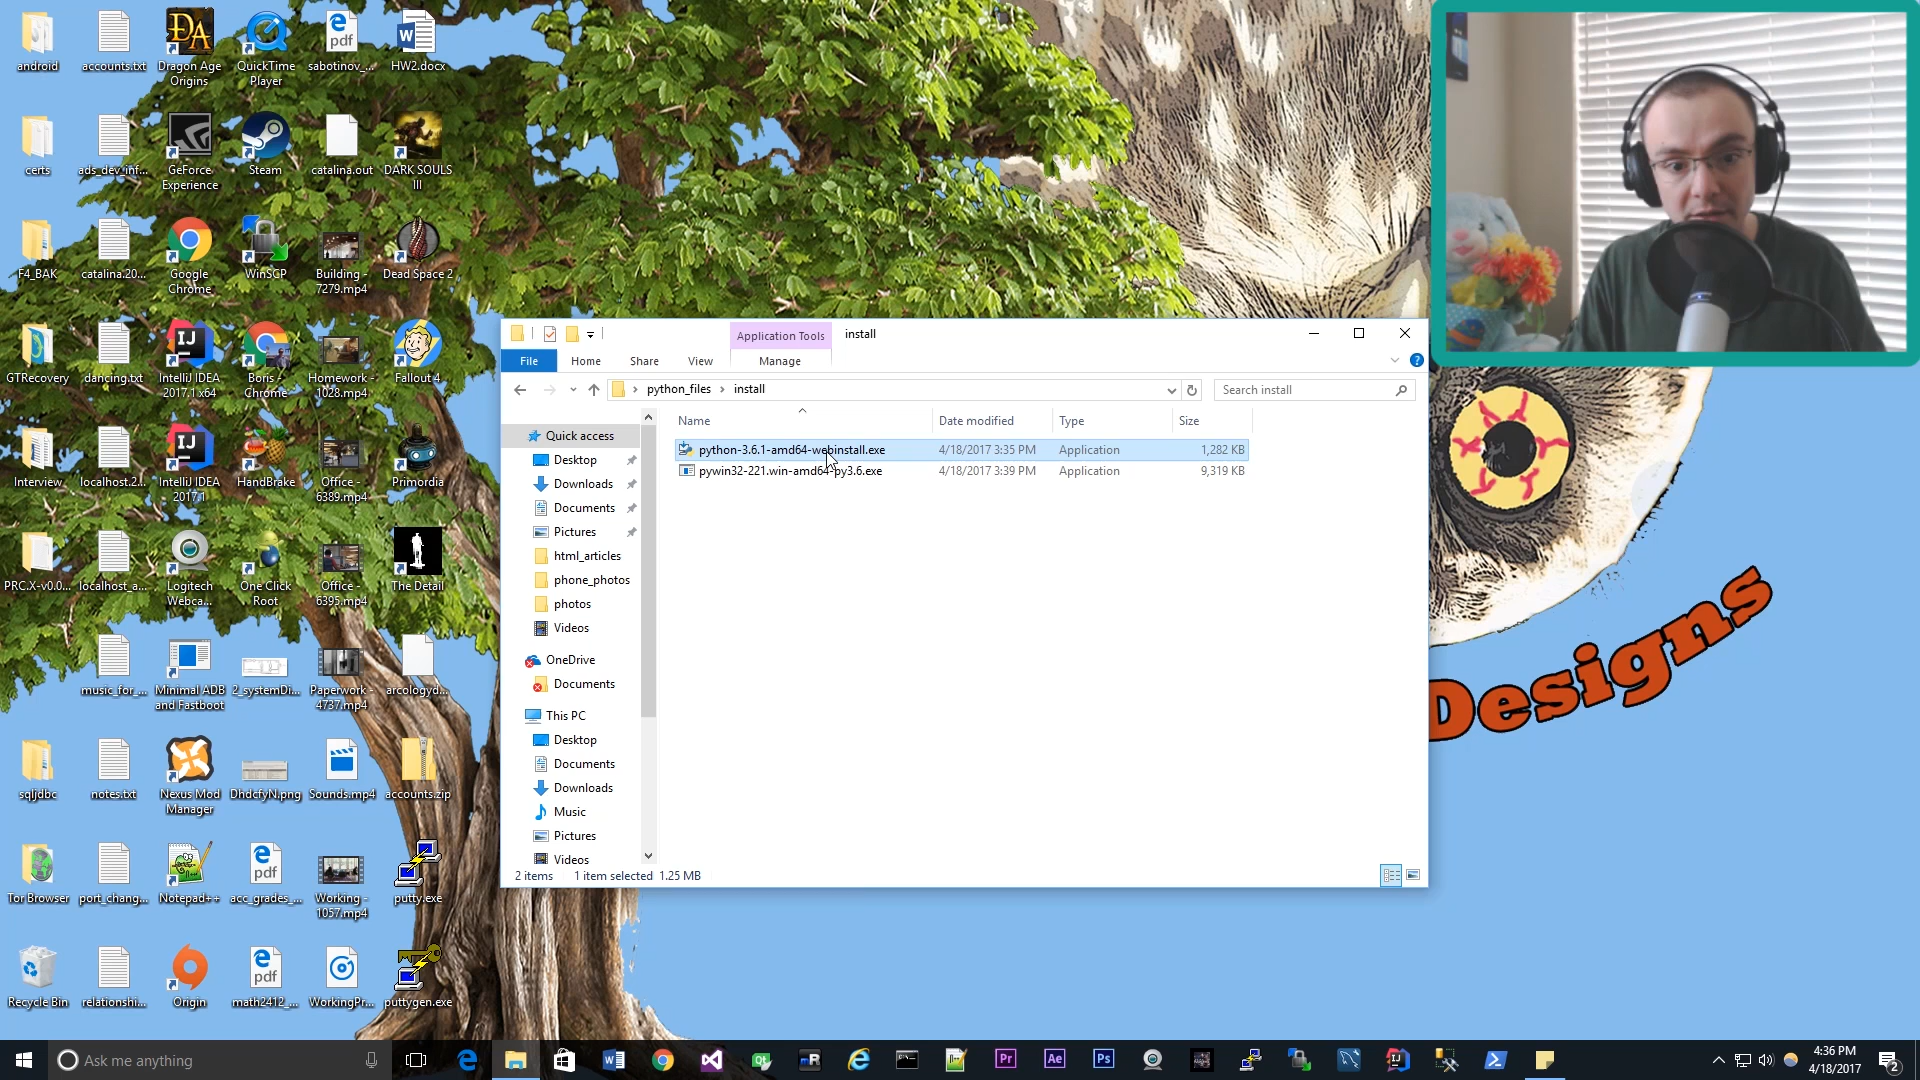 android
accounts.txt
Dragon Age
Origins
QuickTime
Player
pdf
sabotinov_...
HW2.docx
certs
ads_dev_inf...
GeForce
Experience
Steam
catalina.out
DARK SOULS
III
F4_BAK
catalina.20...
Google
Chrome
WinSCP
Building -
7279.mp4
Dead Space 2
GTRecovery
dancing.txt
IntelliJ IDEA
2017.1 x64
Boris -
Chrome
Homework -
1028.mp4
Fallout 4
Interview
localhost.2...
IntelliJ IDEA
2017.1
HandBrake
Office -
6389.mp4
Primordia
PRC.X-v0.0...
localhost_a...
Logitech
Webca...
One Click
Root
Office -
6395.mp4
The Detail
music_for_...
Minimal ADB
and Fastboot
2_systemDi...
Paperwork -
4737.mp4
arcologyd...
sqljdbc
notes.txt
Nexus Mod
Manager
DhdcfyN.png
Sounds.mp4
accounts.zip
Tor Browser
port_chang...
Notepad++
pdf
acc_grades_...
Working -
1057.mp4
putty.exe
Recycle Bin
relationshi...
Origin
pdf
math2412_...
WorkingPr...
puttygen.exe
Application Tools
install
File
Home
Share
View
Manage
python_files
install
Search install
Name
Date modified
Type
Size
python-3.6.1-amd64-webinstall.exe
4/18/2017 3:35 PM
Application
1,282 KB
pywin32-221.win-amd64-py3.6.exe
4/18/2017 3:39 PM
Application
9,319 KB
Quick access
Desktop
Downloads
Documents
Pictures
html_articles
phone_photos
photos
Videos
OneDrive
Documents
This PC
Desktop
Documents
Downloads
Music
Pictures
Videos
2 items
1 item selected 1.25 MB
Designs
Ask me anything
Pr
Ae
Ps
4:36 PM
4/18/2017
2